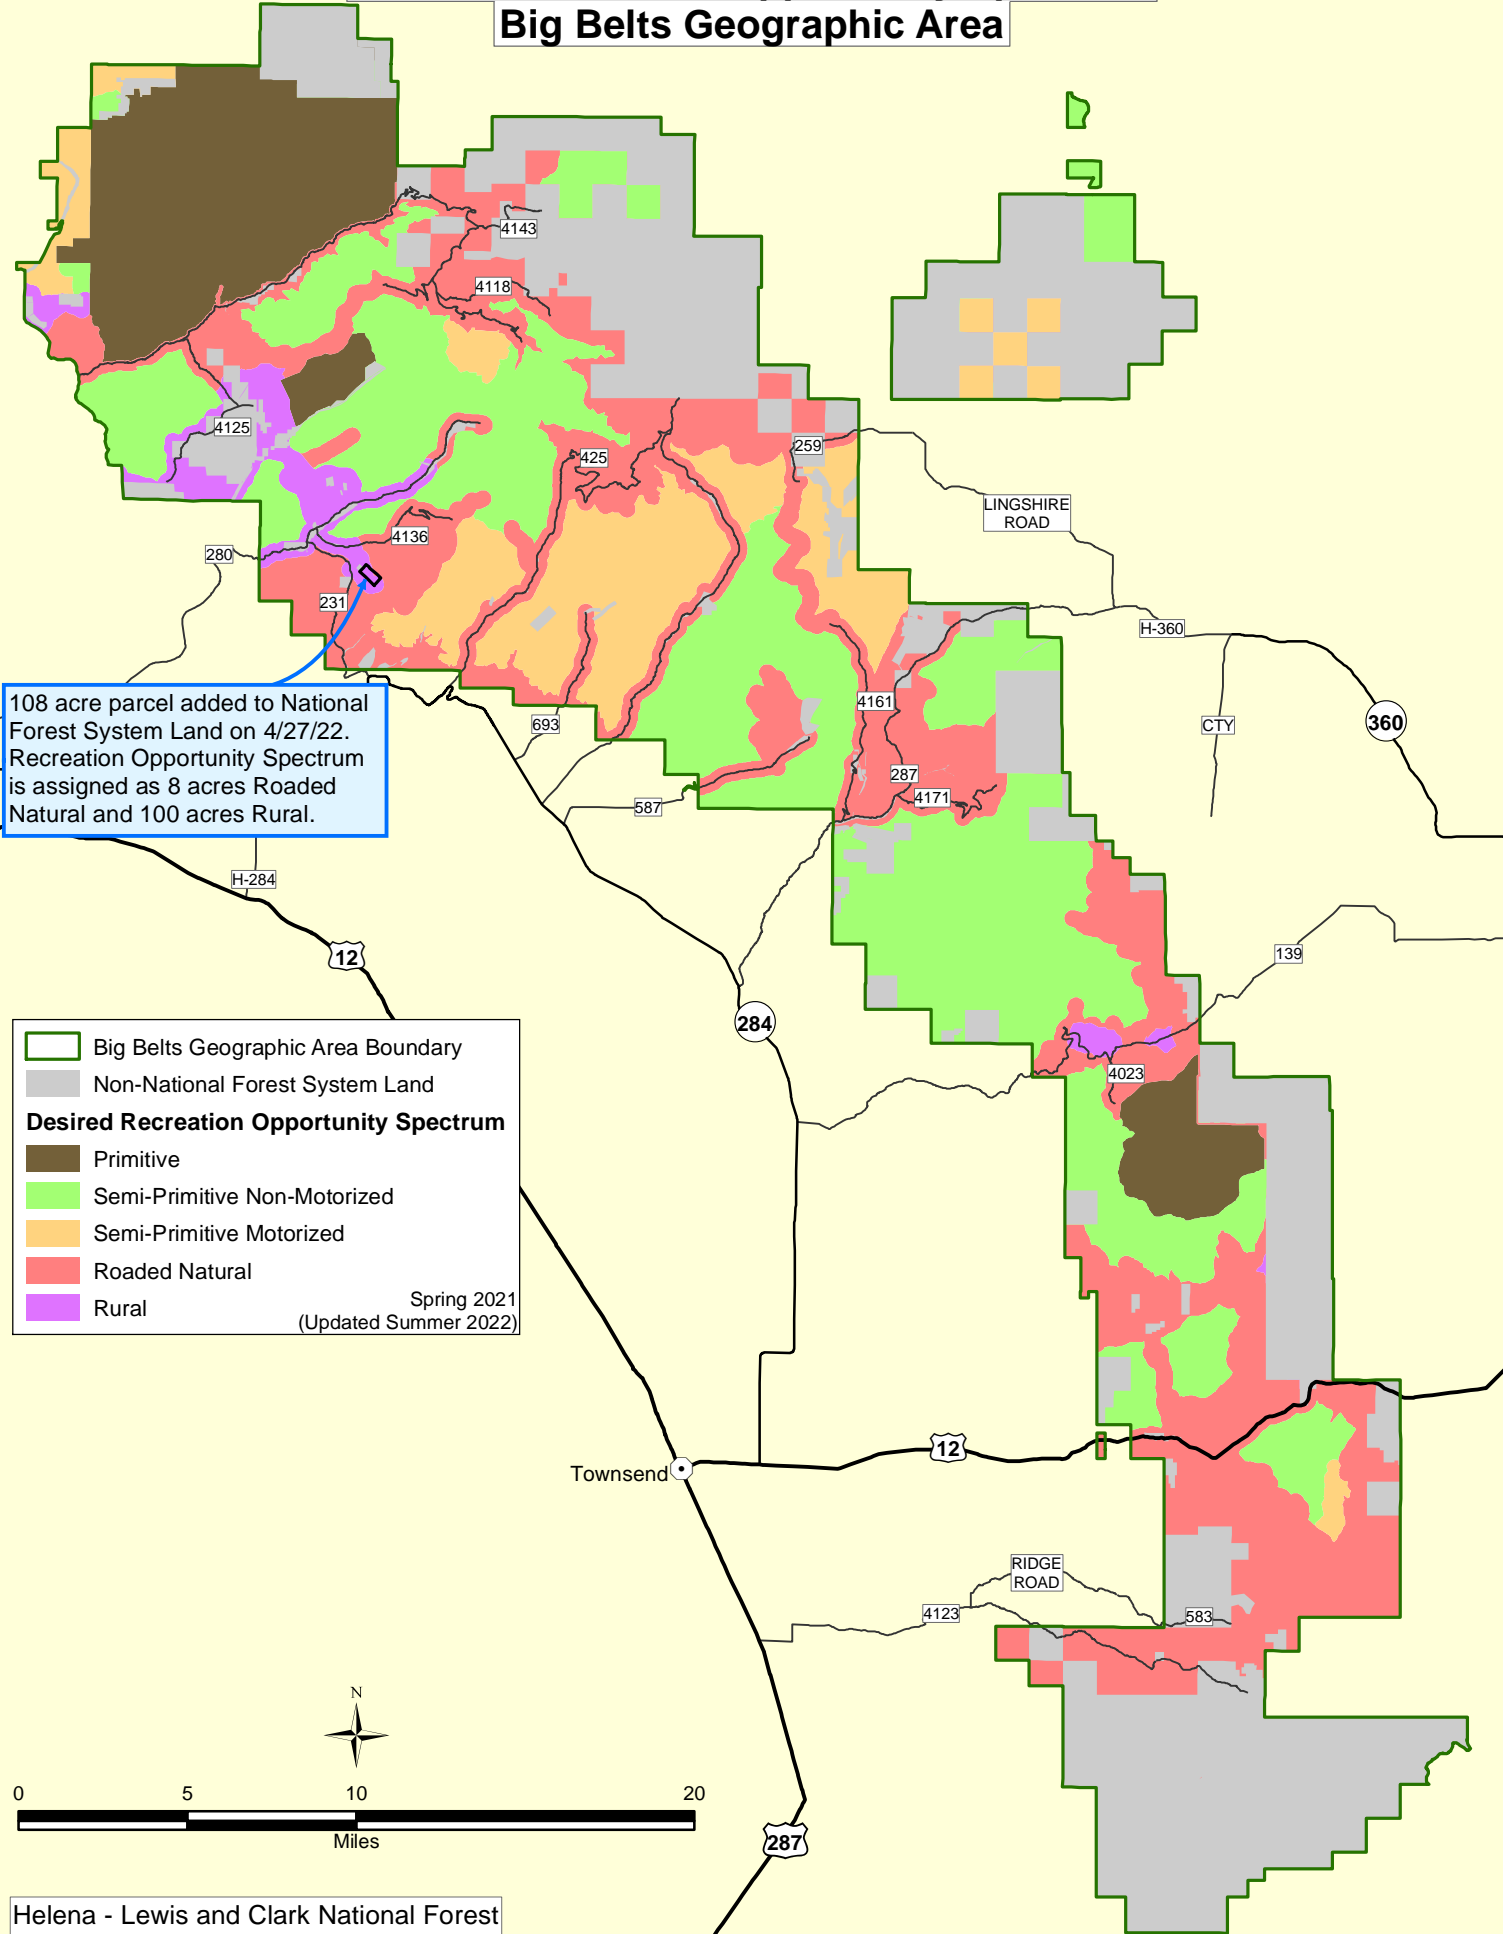 Big Belts Geographic Area
4143
4118
4125
425
259
LINGSHIRE
ROAD
4136
280
231
H-360
108 acre parcel added to National
Forest System Land on 4/27/22.
Recreation Opportunity Spectrum
is assigned as 8 acres Roaded
Natural and 100 acres Rural.
4161
693
CTY
360
287
4171
587
H-284
12
139
284
4023
Big Belts Geographic Area Boundary
Non-National Forest System Land
Desired Recreation Opportunity Spectrum
Primitive
Semi-Primitive Non-Motorized
Semi-Primitive Motorized
Roaded Natural
Rural
Spring 2021
(Updated Summer 2022)
12
Townsend
RIDGE
ROAD
4123
583
N
0 5 10 20
Miles
287
Helena - Lewis and Clark National Forest